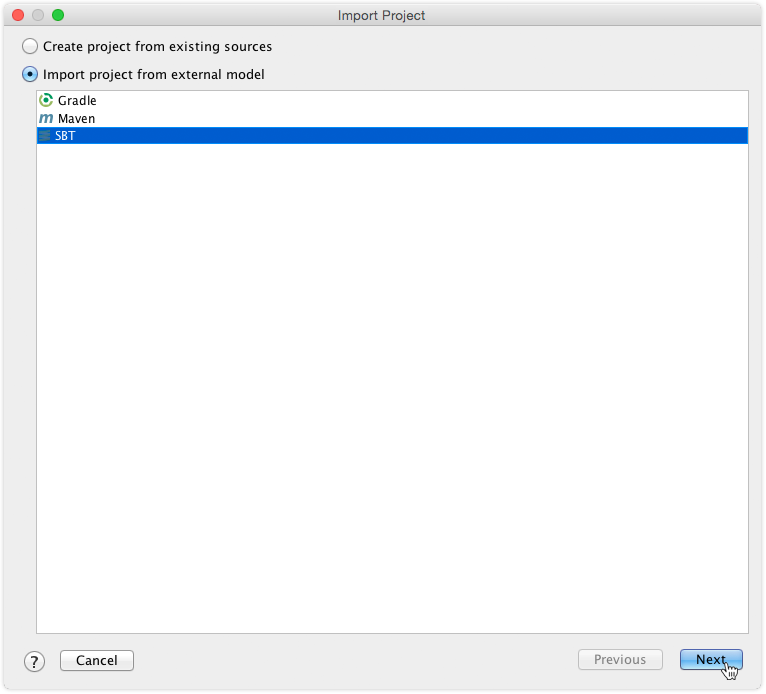 Import Project
Create project from existing sources
Import project from external model
Gradle
m Maven
SBT
? Cancel Previous Next